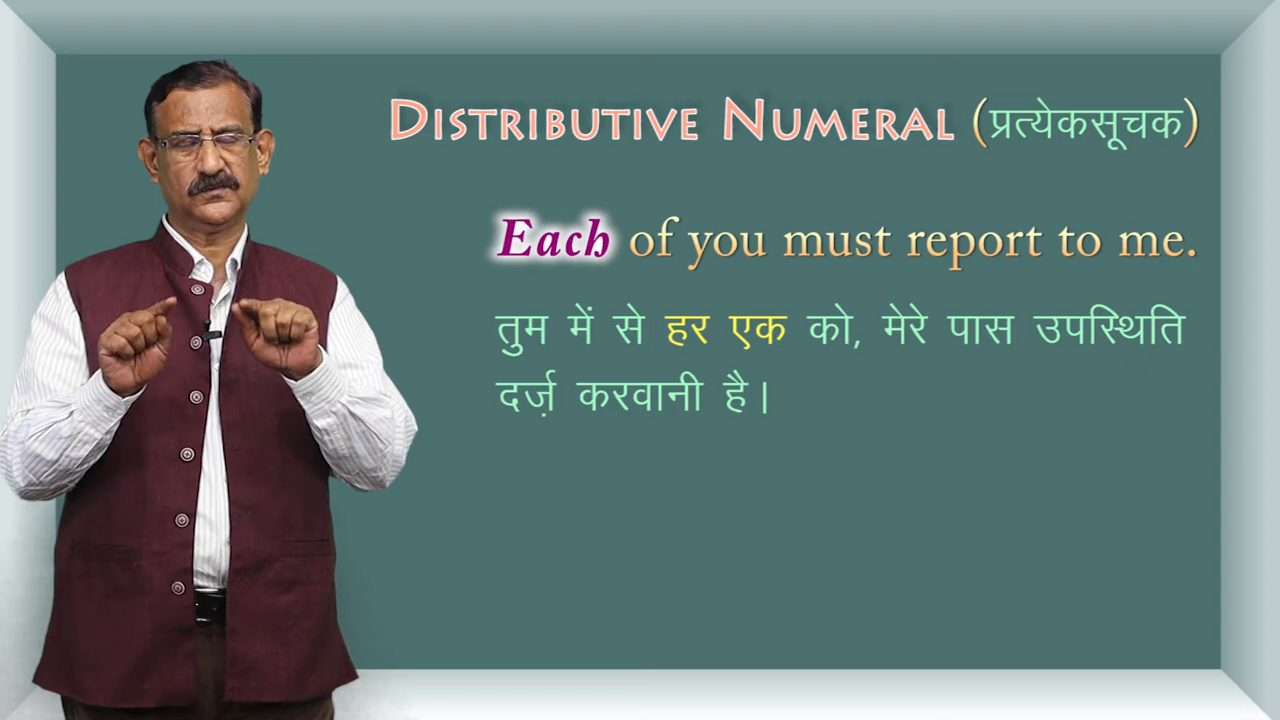 DISTRIBUTIVE NUMERAL (प्रत्येकसूचक)
Each of you must report to me.
तुम में से हर एक को, मेरे पास उपस्थिति
दर्ज़ करवानी है।